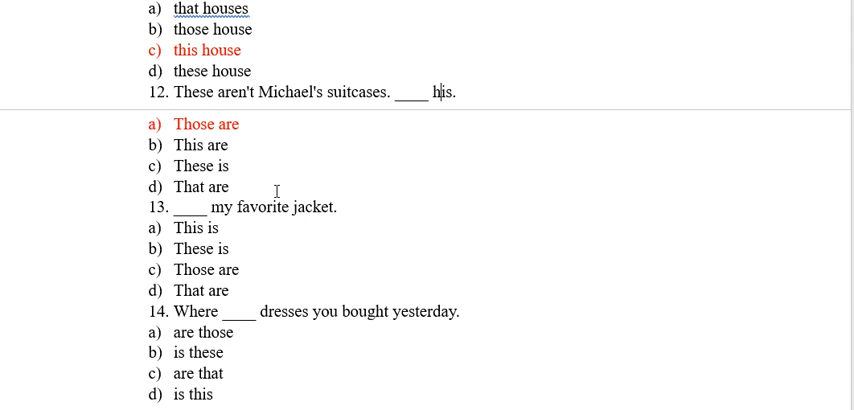 a) that houses
b) those house
c) this house
d) these house
12. These aren't Michael's suitcases. ____ his.
a) Those are
b) This are
c) These is
d) That are
13. ____ my favorite jacket.
a) This is
b) These is
c) Those are
d) That are
14. Where ____ dresses you bought yesterday.
a) are those
b) is these
c) are that
d) is this